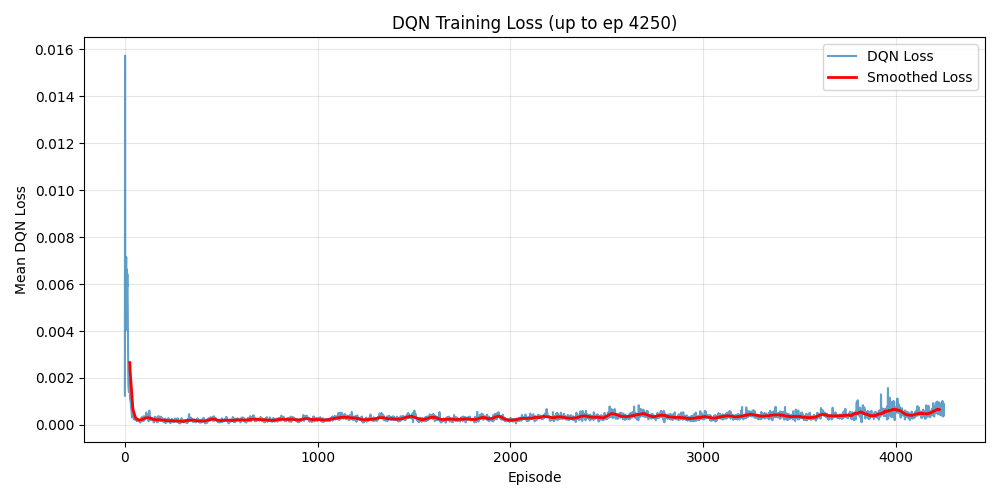 DQN Training Loss (up to ep 4250)
DQN Loss
Smoothed Loss
Mean DQN Loss
0.016
0.014
0.012
0.010
0.008
0.006
0.004
0.002
0.000
0 1000 2000 3000 4000
Episode